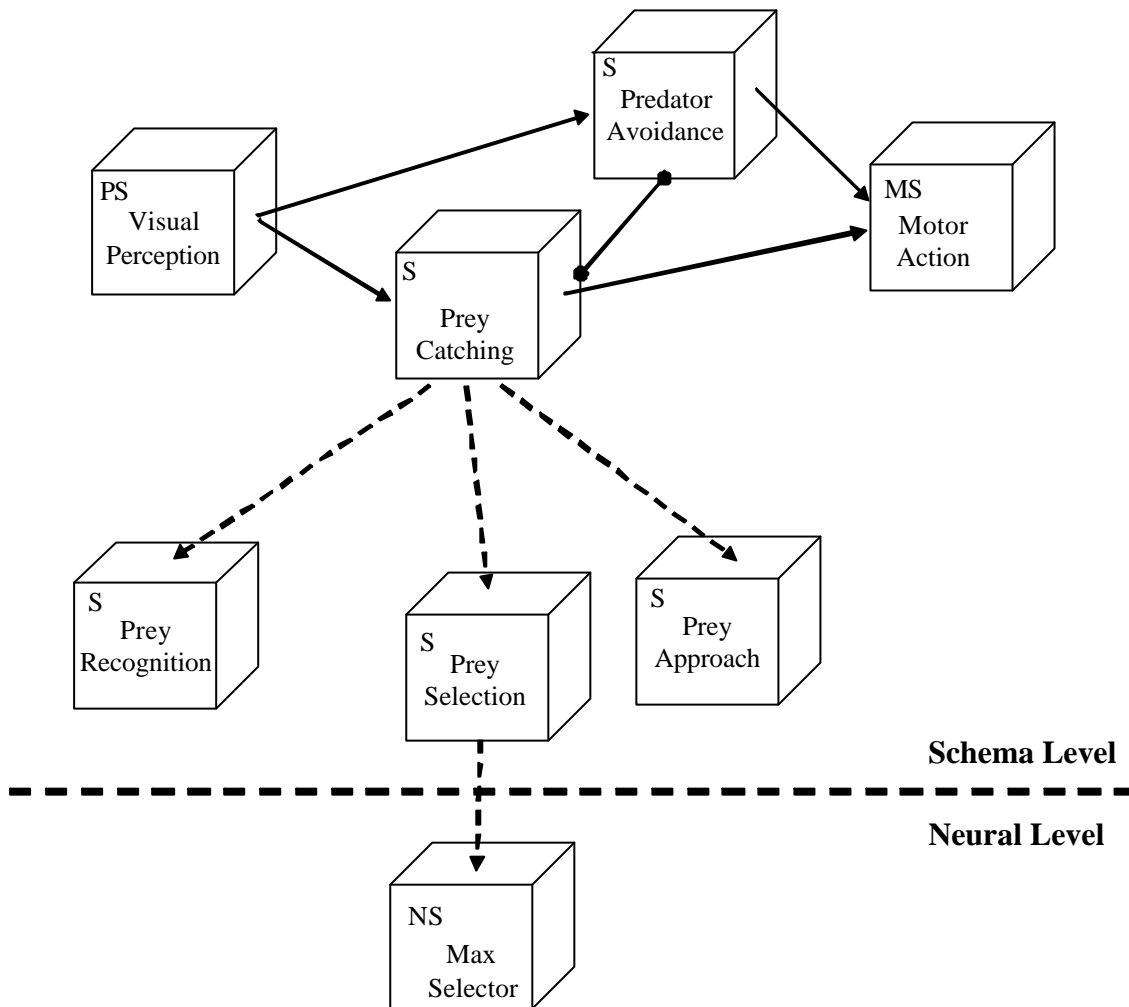 S
Predator
Avoidance
PS
Visual
Perception
MS
Motor
Action
S
Prey
Catching
S
Prey
Recognition
S
Prey
Selection
S
Prey
Approach
Schema Level
Neural Level
NS
Max
Selector